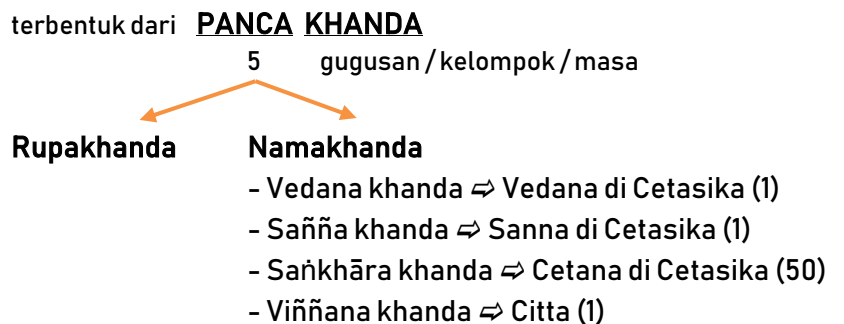 terbentuk dari PANCA KHANDA
5 gugusan / kelompok / masa
Rupakhanda Namakhanda
- Vedana khanda ⇨ Vedana di Cetasika (1)
- Sañña khanda ⇨ Sanna di Cetasika (1)
- Saṅkhāra khanda ⇨ Cetana di Cetasika (50)
- Viññana khanda ⇨ Citta (1)